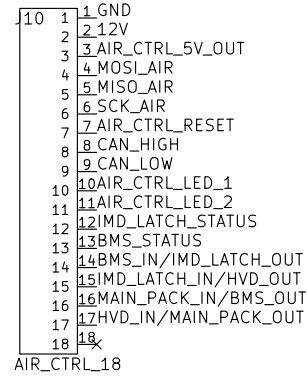 J10
1 1 GND
2 2 12V
3 3 AIR_CTRL_5V_OUT
4 4 MOSI_AIR
5 5 MISO_AIR
6 6 SCK_AIR
7 7 AIR_CTRL_RESET
8 8 CAN_HIGH
9 9 CAN_LOW
10 10 AIR_CTRL_LED_1
11 11 AIR_CTRL_LED_2
12 12 IMD_LATCH_STATUS
13 13 BMS_STATUS
14 14 BMS_IN/IMD_LATCH_OUT
15 15 IMD_LATCH_IN/HVD_OUT
16 16 MAIN_PACK_IN/BMS_OUT
17 17 HVD_IN/MAIN_PACK_OUT
18 18
AIR_CTRL_18